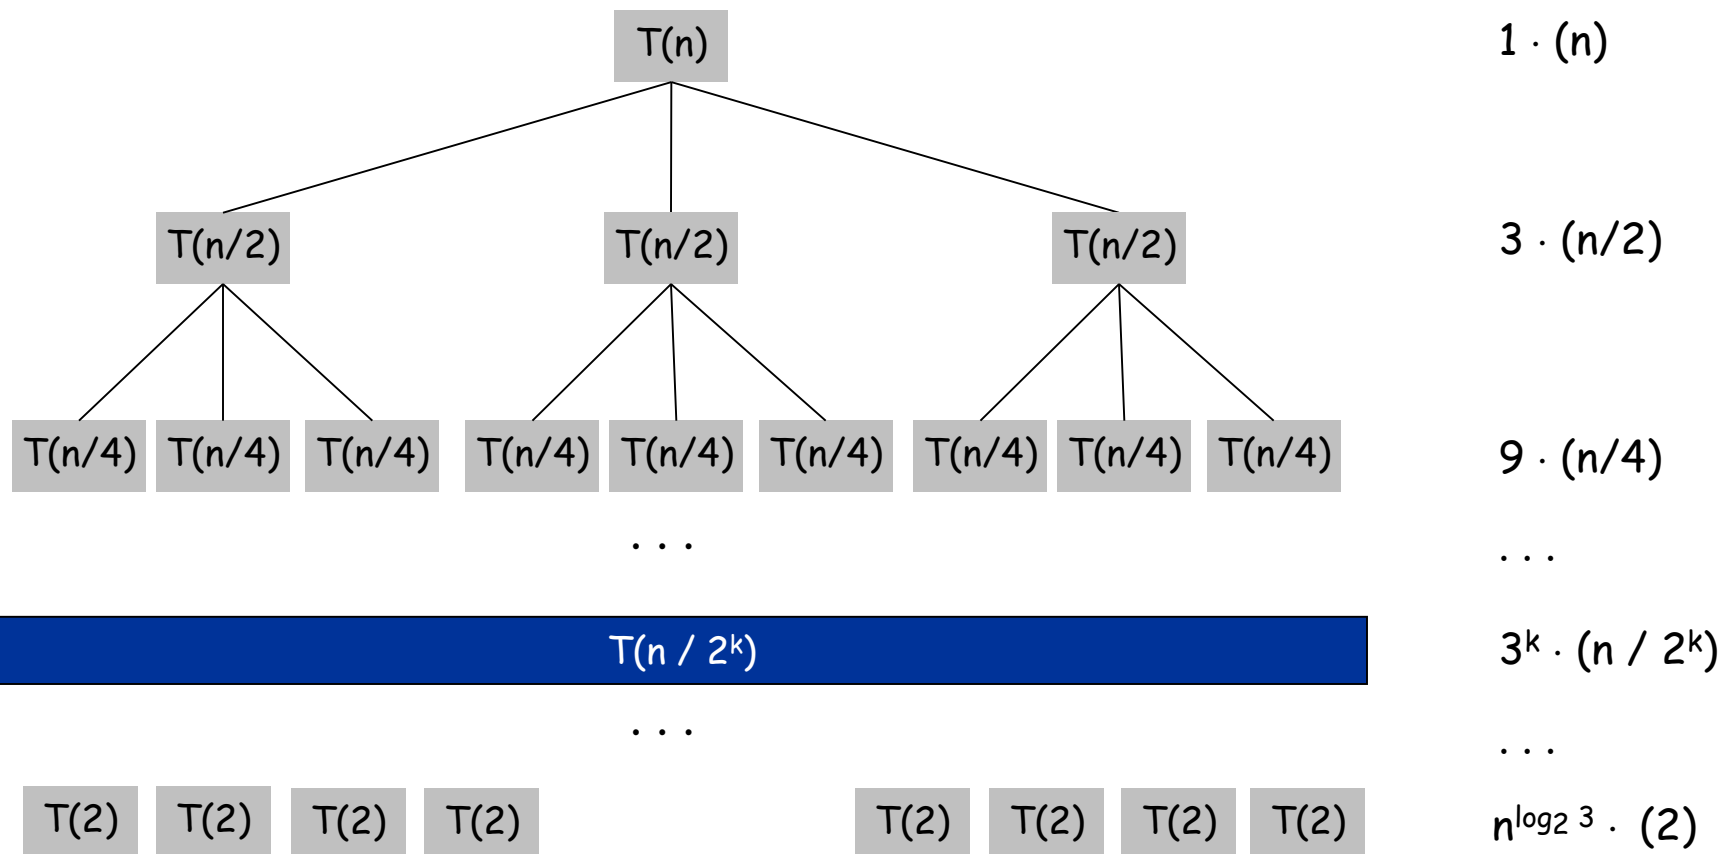 T(n) 1 · (n)
T(n/2) T(n/2) T(n/2) 3 · (n/2)
T(n/4) T(n/4) T(n/4) T(n/4) T(n/4) T(n/4) T(n/4) T(n/4) T(n/4) 9 · (n/4)
. . . . . .
T(n / 2ᵏ) 3ᵏ · (n / 2ᵏ)
. . . . . .
T(2) T(2) T(2) T(2) T(2) T(2) T(2) T(2) n^(log₂ 3) · (2)